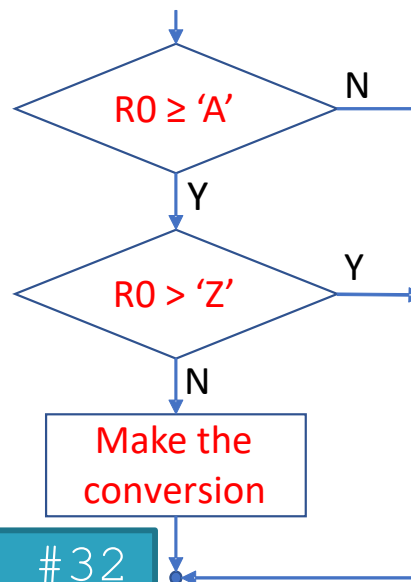 R0 ≥ ‘A’
N
Y
R0 > ‘Z’
Y
N
Make the
conversion
#32